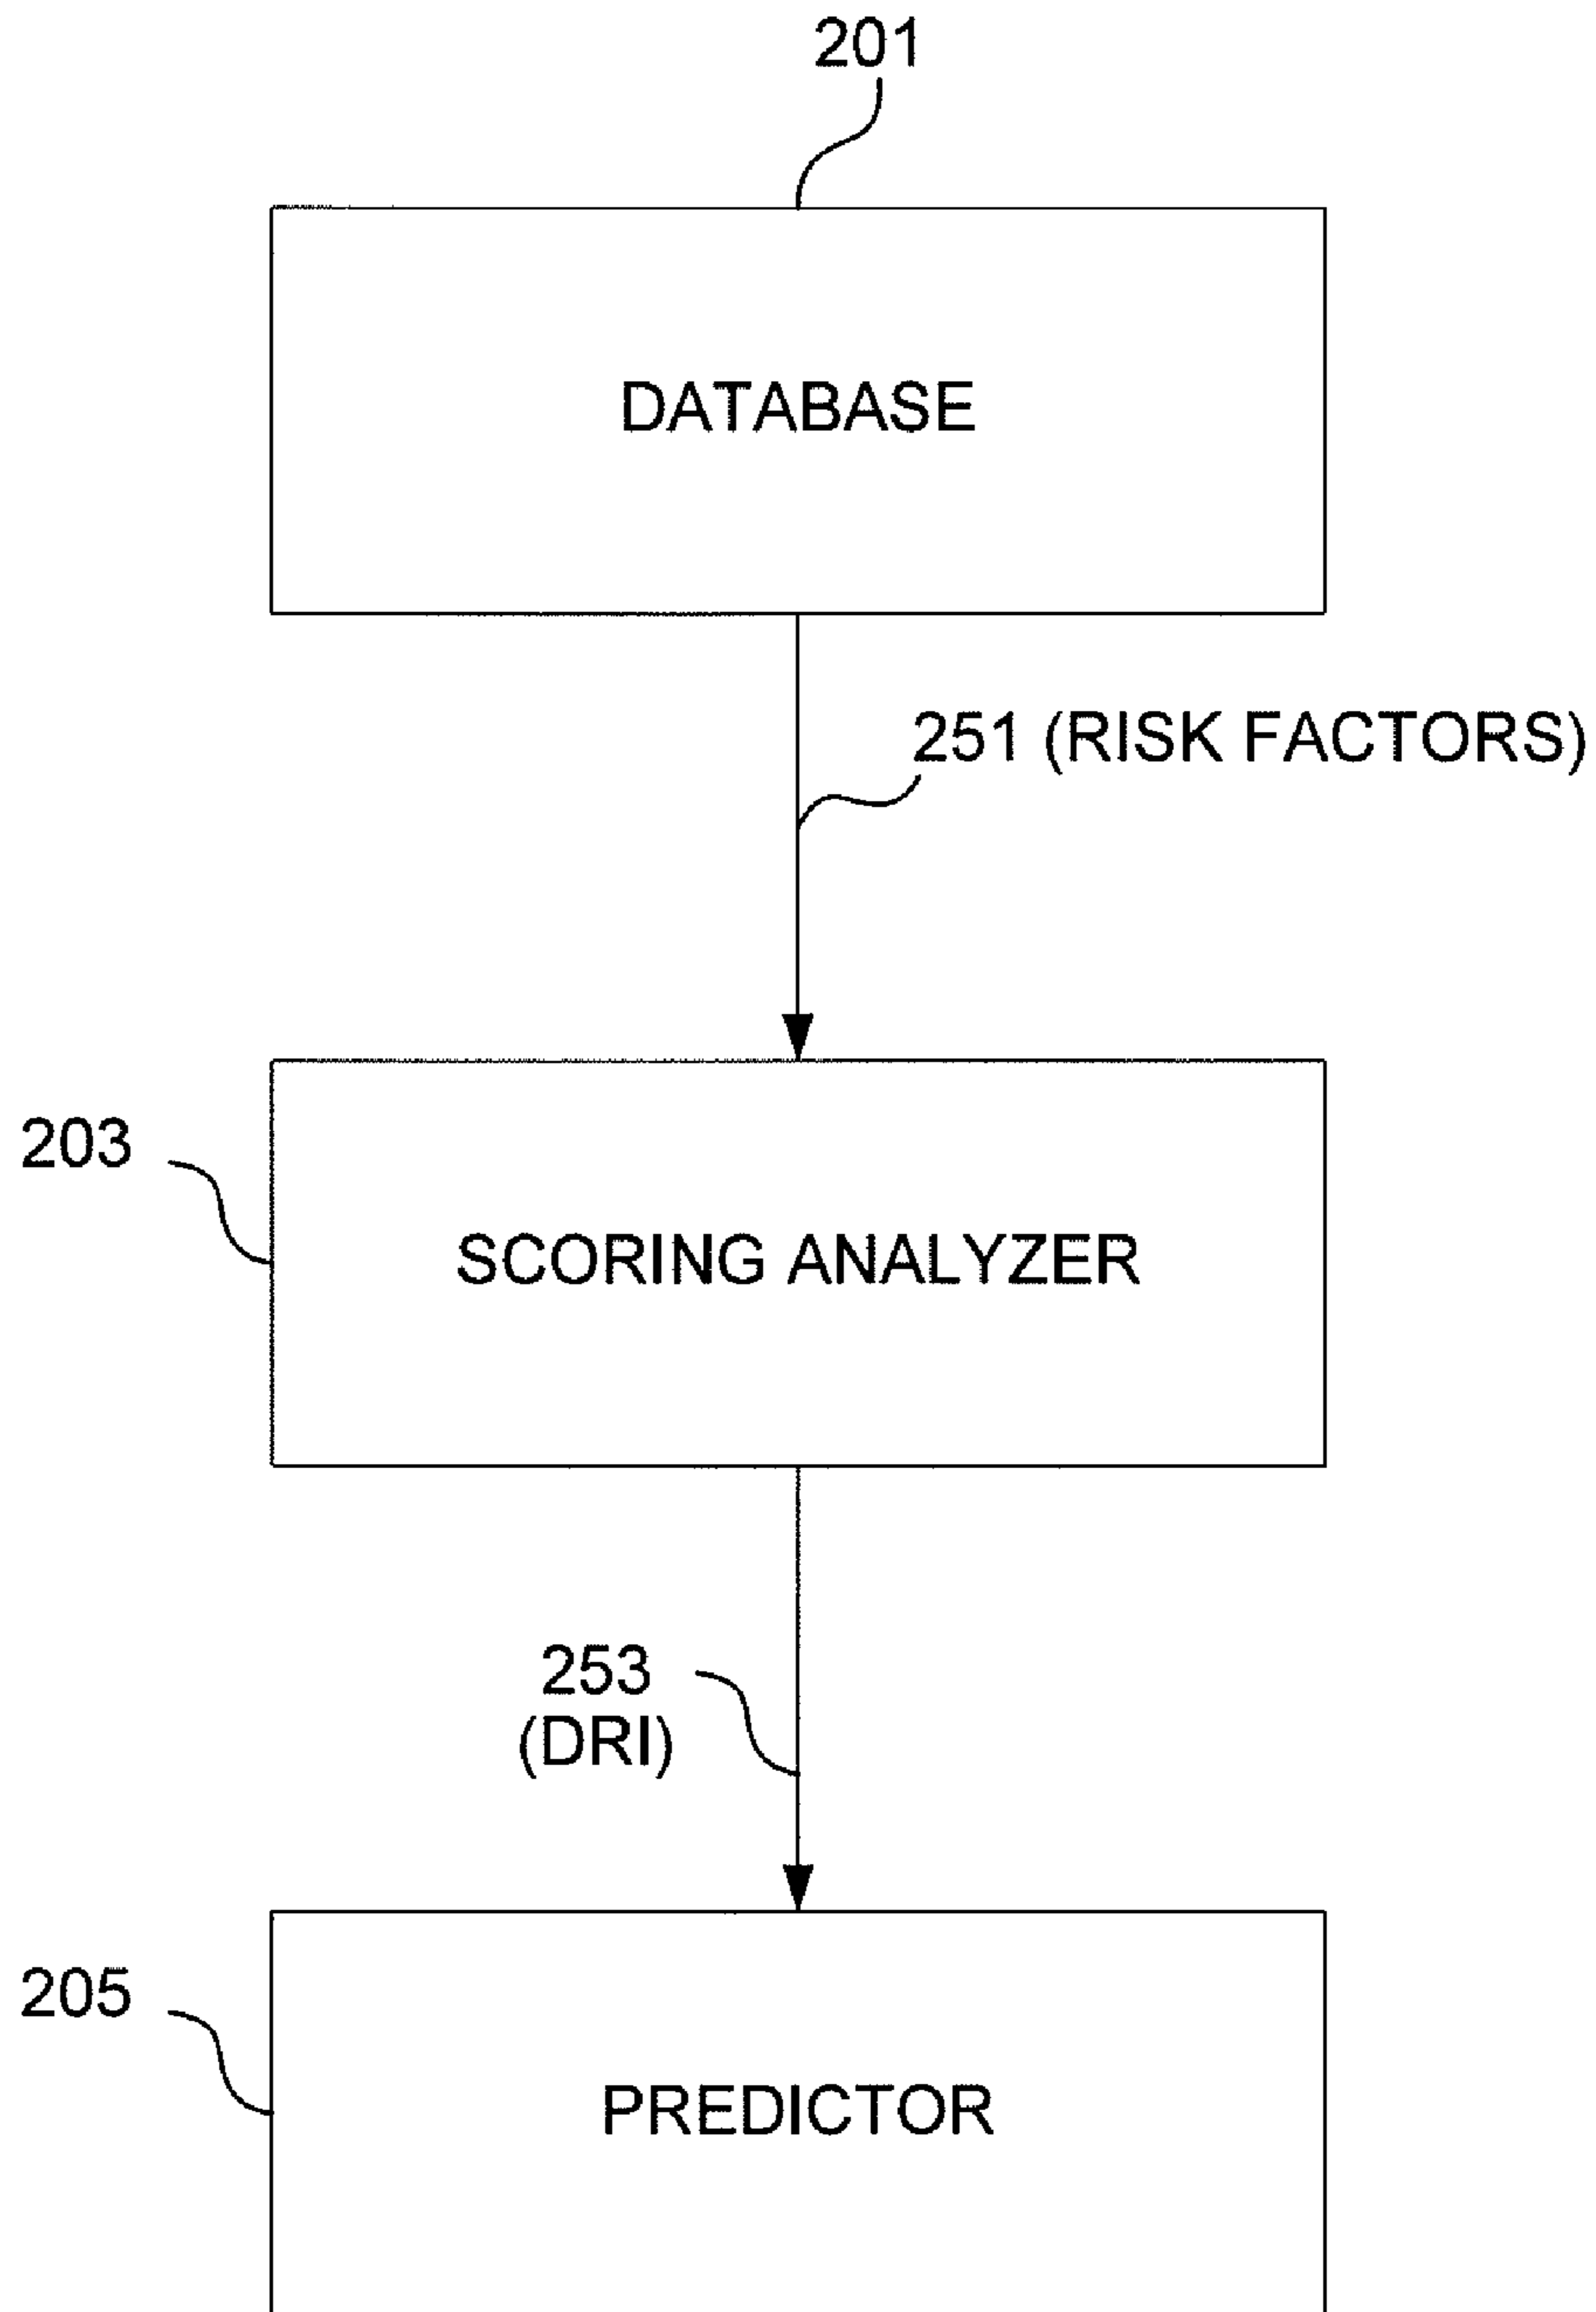 201
DATABASE
251 (RISK FACTORS)
203
SCORING ANALYZER
253
(DRI)
205
PREDICTOR